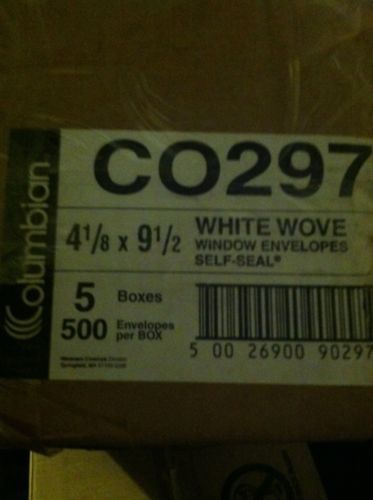 Columbian
CO297
4 1/8 x 9 1/2
WHITE WOVE
WINDOW ENVELOPES
SELF-SEAL®
5 Boxes
500 Envelopes
per BOX
Springfield,
5 00 26900 90297